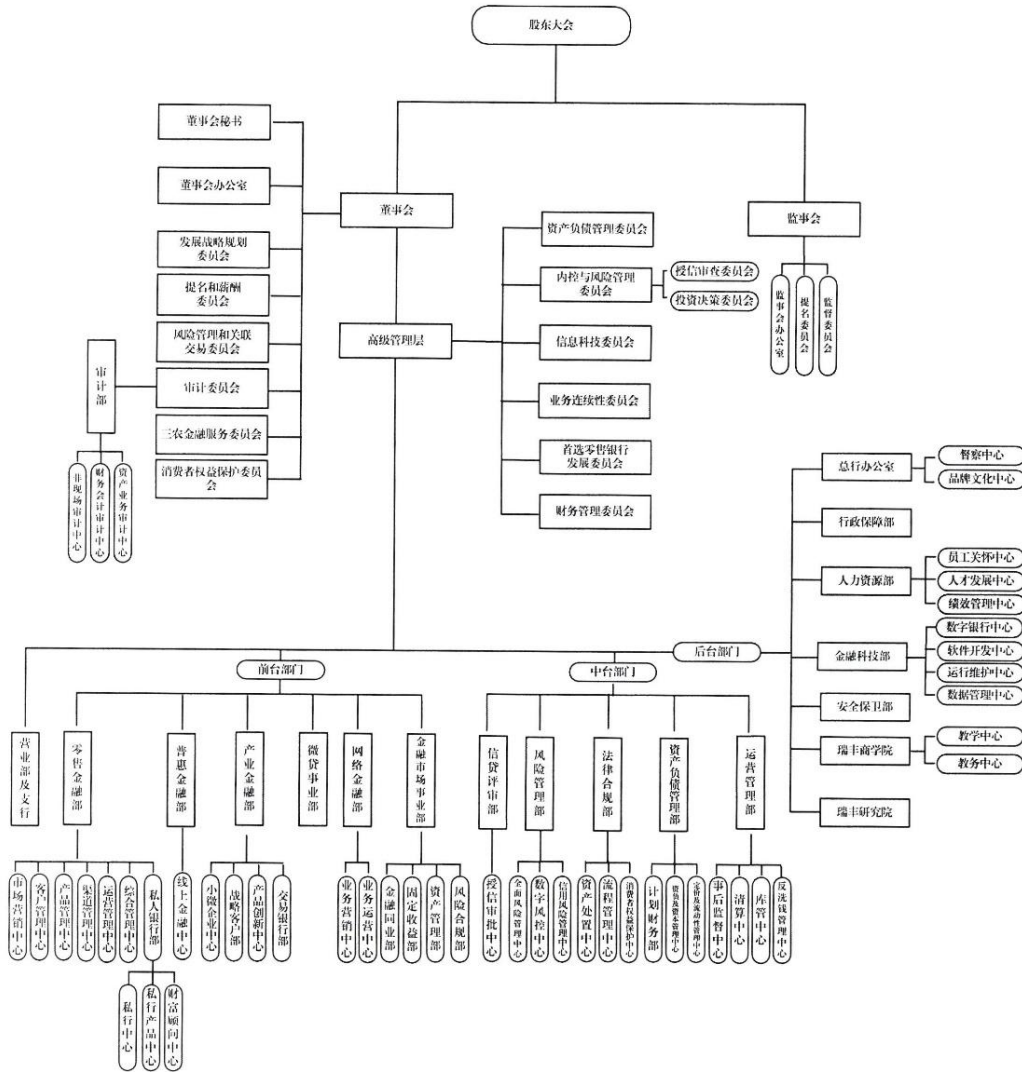 股东大会
董事会秘书
董事会办公室
董事会
监事会
发展战略规划
委员会
提名和薪酬
委员会
风险管理和关联
交易委员会
审计委员会
三农金融服务委员会
消费者权益保护委员
会
审计部
非现场审计中心
财务会计审计中心
资产业务审计中心
高级管理层
资产负债管理委员会
内控与风险管理
委员会
授信审查委员会
投资决策委员会
信息科技委员会
业务连续性委员会
首选零售银行
发展委员会
财务管理委员会
监事会办公室
提名委员会
监督委员会
总行办公室
督察中心
品牌文化中心
行政保障部
人力资源部
员工关怀中心
人才发展中心
绩效管理中心
金融科技部
数字银行中心
软件开发中心
运行维护中心
数据管理中心
安全保卫部
瑞丰商学院
教学中心
教务中心
瑞丰研究院
后台部门
前台部门
中台部门
营业部及支行
零售金融部
普惠金融部
产业金融部
微贷事业部
网络金融部
金融市场事业部
信贷评审部
风险管理部
法律合规部
资产负债管理部
运营管理部
市场营销中心
客户管理中心
产品管理中心
渠道管理中心
运营管理中心
综合管理中心
私人银行部
线上金融中心
小微企业中心
战略客户部
产品创新中心
交易银行部
业务营销中心
业务运营中心
金融同业部
固定收益部
资产管理部
风险合规部
授信审批中心
全面风险管理中心
数字风控中心
信用风险管理中心
资产处置中心
流程管理中心
消费者权益保护中心
计划财务部
资负及资本管理中心
定价及流动性管理中心
事后监督中心
清算中心
库管中心
反洗钱管理中心
私行中心
私行产品中心
财富顾问中心